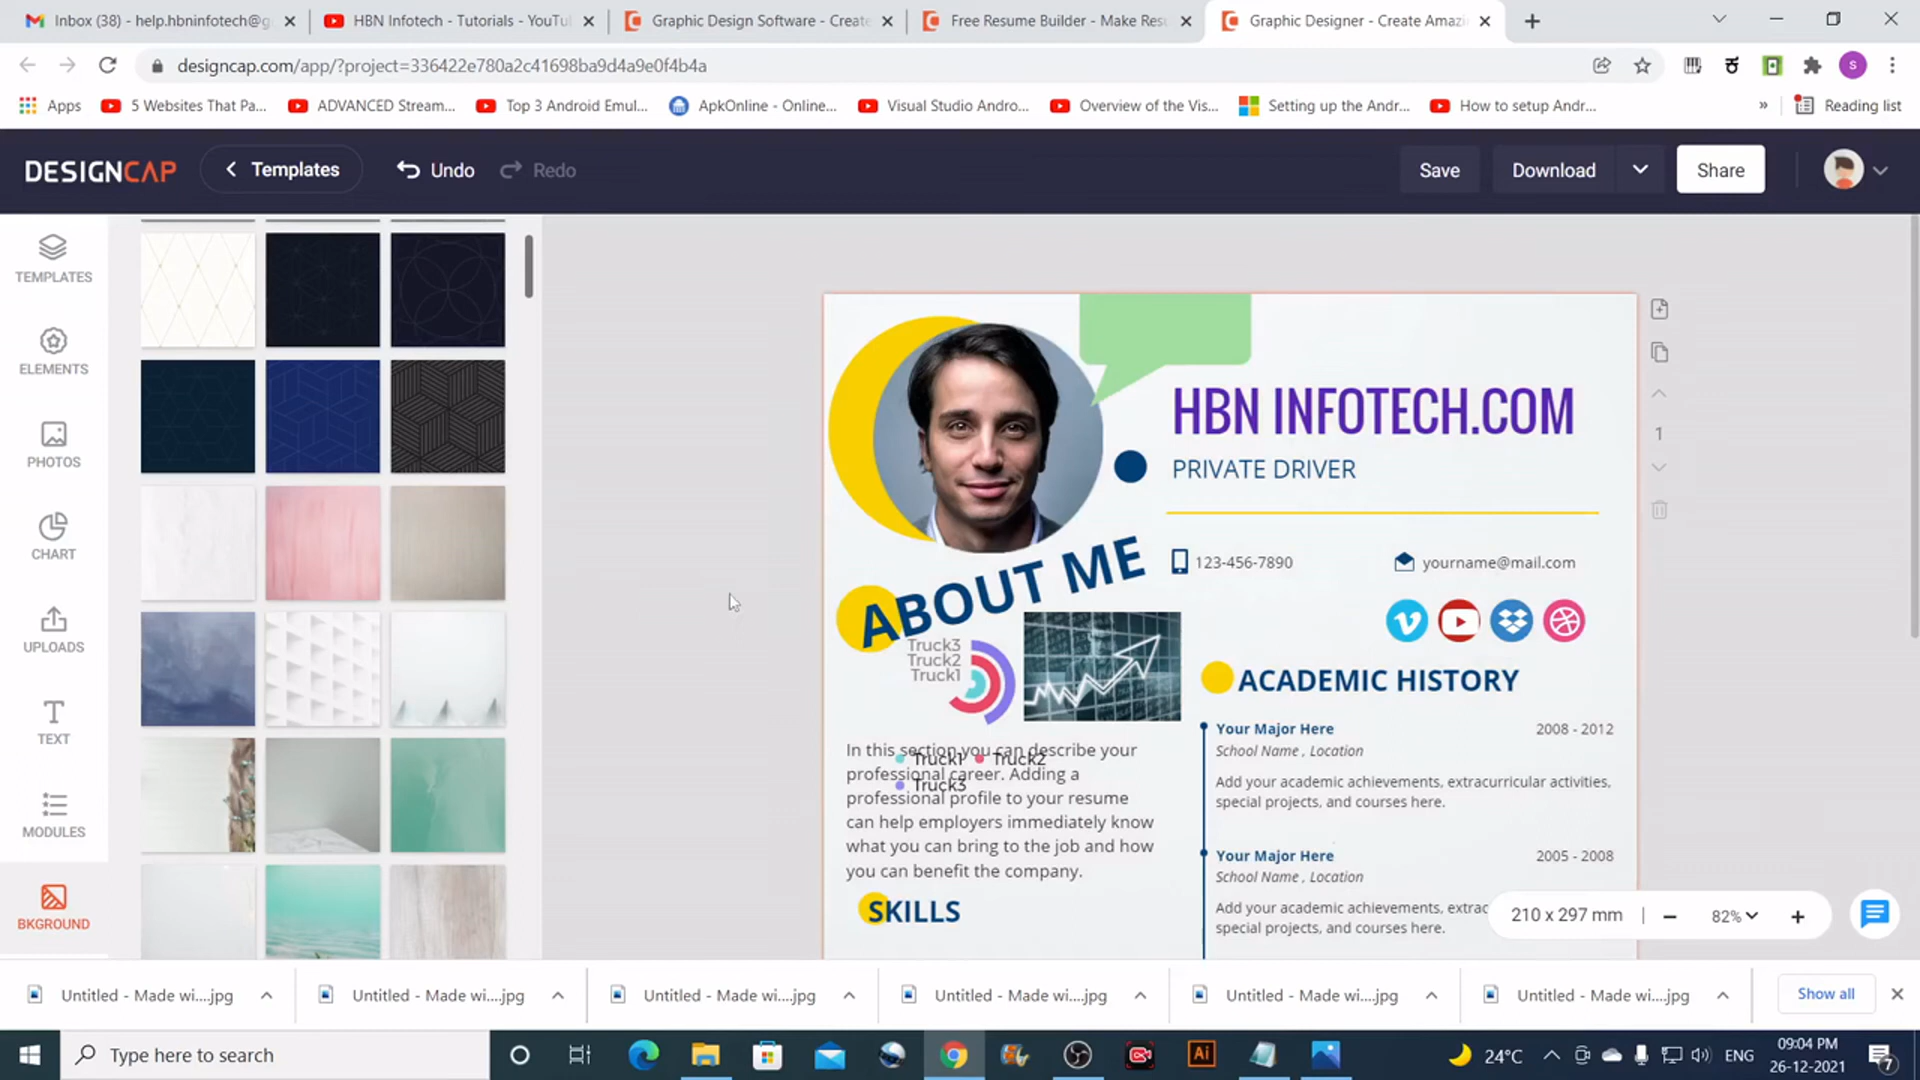 Inbox (38) - help.hbninfotech@g
HBN Infotech - Tutorials - YouTu
Graphic Design Software - Create
Free Resume Builder - Make Res
Graphic Designer - Create Amazi
designcap.com/app/?project=336422e780a2c41698ba9d4a9e0f4b4a
S
Apps
5 Websites That Pa...
ADVANCED Stream...
Top 3 Android Emul...
ApkOnline - Online...
Visual Studio Andro...
Overview of the Vis...
Setting up the Andr...
How to setup Andr...
»
Reading list
DESIGNCAP
Templates
Undo
Redo
Save
Download
Share
TEMPLATES
ELEMENTS
PHOTOS
CHART
UPLOADS
TEXT
MODULES
BKGROUND
HBN INFOTECH.COM
PRIVATE DRIVER
123-456-7890
yourname@mail.com
ABOUT ME
Truck3
Truck2
Truck1
In this section you can describe your
professional career. Adding a
professional profile to your resume
can help employers immediately know
what you can bring to the job and how
you can benefit the company.
Truck1
Truck2
Truck3
SKILLS
ACADEMIC HISTORY
Your Major Here
2008 - 2012
School Name , Location
Add your academic achievements, extracurricular activities,
special projects, and courses here.
Your Major Here
2005 - 2008
School Name , Location
Add your academic achievements, extrac
special projects, and courses here.
1
210 x 297 mm
82%
Untitled - Made wi....jpg
Untitled - Made wi....jpg
Untitled - Made wi....jpg
Untitled - Made wi....jpg
Untitled - Made wi....jpg
Untitled - Made wi....jpg
Show all
Type here to search
Ai
24°C
ENG
09:04 PM
26-12-2021
7